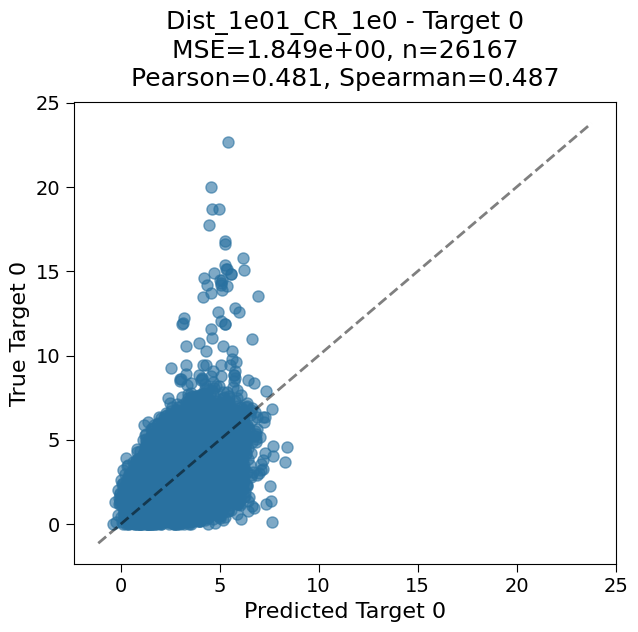 Dist_1e01_CR_1e0 - Target 0
MSE=1.849e+00, n=26167
Pearson=0.481, Spearman=0.487
25
20
15
10
5
0
True Target 0
0 5 10 15 20 25
Predicted Target 0